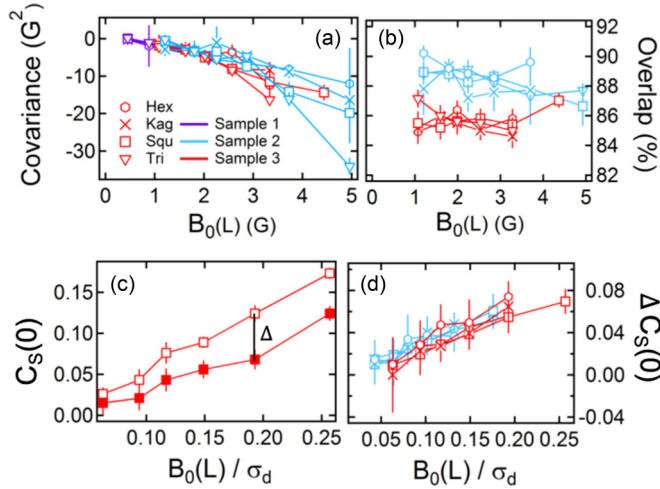 Covariance (G²)
0
-10
-20
-30
(a)
Hex
Kag
Squ
Tri
Sample 1
Sample 2
Sample 3
0 1 2 3 4 5
B₀(L) (G)
(b)
92
90
88
86
84
82
Overlap (%)
0 1 2 3 4 5
B₀(L) (G)
(c)
Cₛ(0)
0.15
0.10
0.05
0.00
Δ
0.10 0.15 0.20 0.25
B₀(L) / σ_d
(d)
0.08
0.04
0.00
-0.04
Δ Cₛ(0)
0.05 0.10 0.15 0.20 0.25
B₀(L) / σ_d